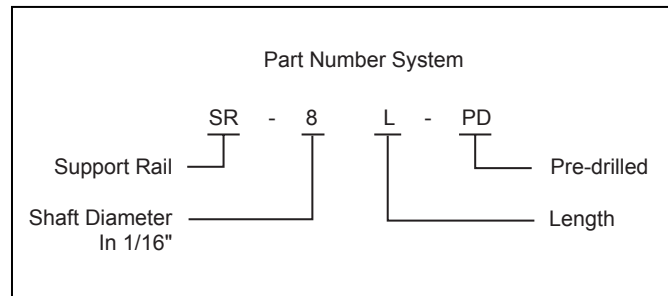 Part Number System
SR - 8 L - PD
Support Rail
Pre-drilled
Shaft Diameter
In 1/16"
Length